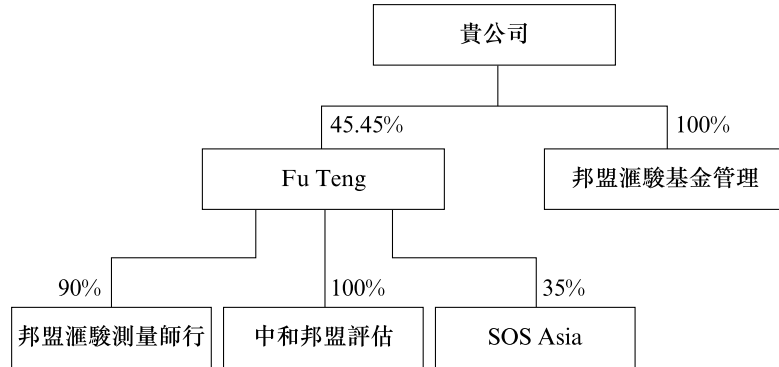 貴公司
45.45%
100%
Fu Teng
邦盟滙駿基金管理
90%
100%
35%
邦盟滙駿測量師行
中和邦盟評估
SOS Asia